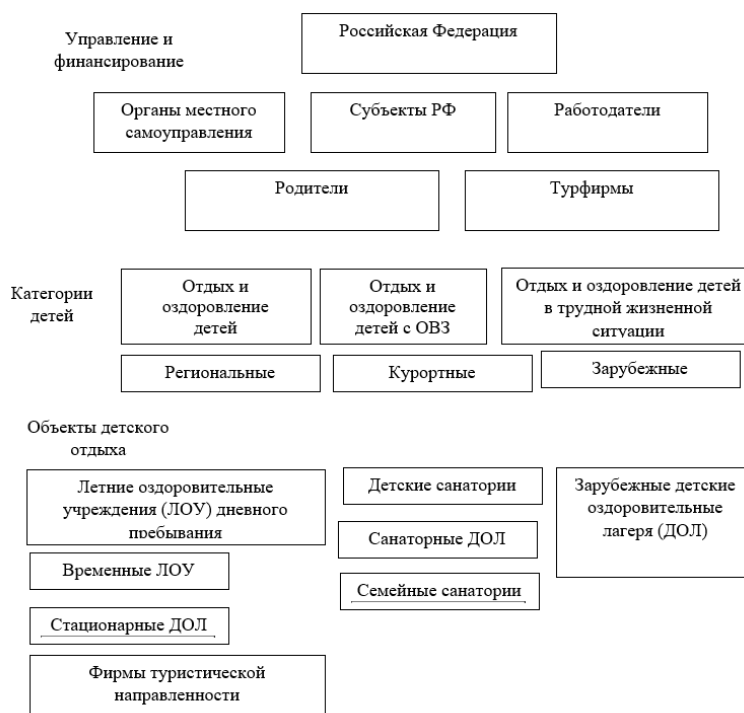 Управление и
финансирование
Российская Федерация
Органы местного
самоуправления
Субъекты РФ
Работодатели
Родители
Турфирмы
Категории
детей
Отдых и
оздоровление
детей
Отдых и
оздоровление
детей с ОВЗ
Отдых и оздоровление детей
в трудной жизненной
ситуации
Региональные
Курортные
Зарубежные
Объекты детского
отдыха
Летние оздоровительные
учреждения (ЛОУ) дневного
пребывания
Временные ЛОУ
Стационарные ДОЛ
Фирмы туристической
направленности
Детские санатории
Санаторные ДОЛ
Семейные санатории
Зарубежные детские
оздоровительные
лагеря (ДОЛ)